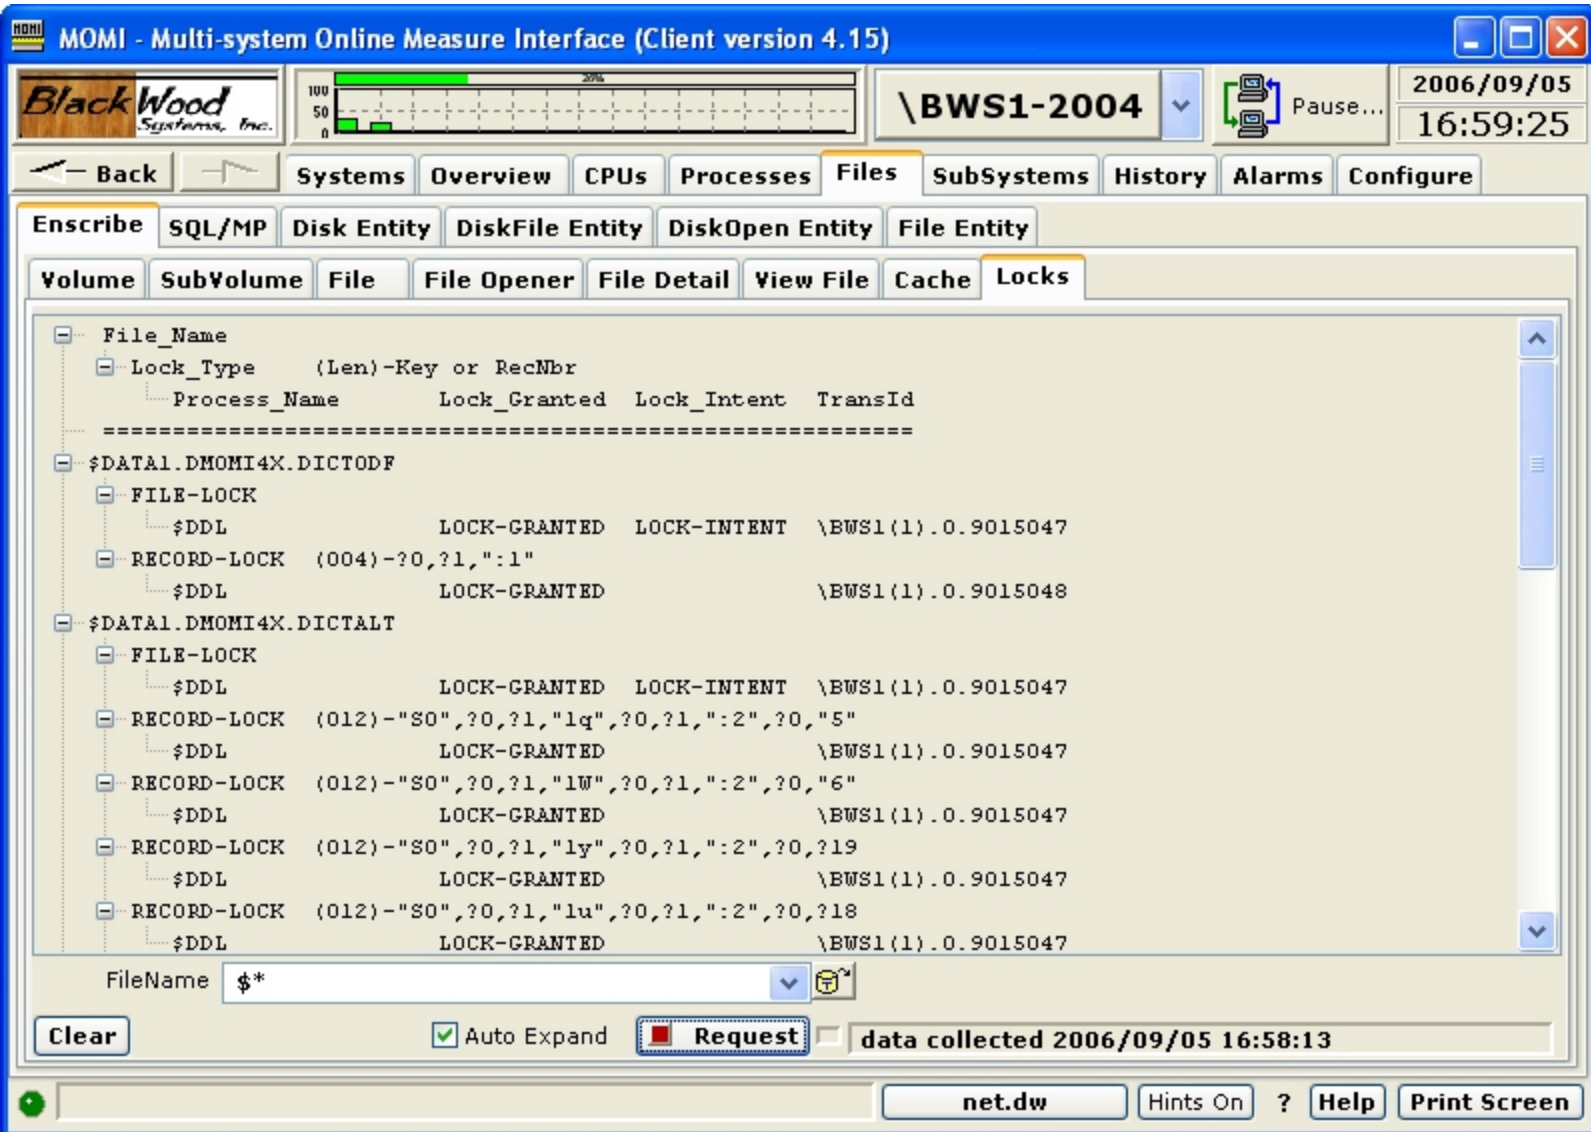 MOMI
MOMI - Multi-system Online Measure Interface (Client version 4.15)
BlackWood
Systems, Inc.
26%
100
50
0
\BWS1-2004
Pause...
2006/09/05
16:59:25
Back
Systems Overview CPUs Processes Files SubSystems History Alarms Configure
Enscribe SQL/MP Disk Entity DiskFile Entity DiskOpen Entity File Entity
Volume SubVolume File File Opener File Detail View File Cache Locks
File_Name
Lock_Type (Len)-Key or RecNbr
Process_Name Lock_Granted Lock_Intent TransId
==========================================================
$DATA1.DMOMI4X.DICTODF
FILE-LOCK
$DDL LOCK-GRANTED LOCK-INTENT \BWS1(1).0.9015047
RECORD-LOCK (004)-?0,?1,":1"
$DDL LOCK-GRANTED \BWS1(1).0.9015048
$DATA1.DMOMI4X.DICTALT
FILE-LOCK
$DDL LOCK-GRANTED LOCK-INTENT \BWS1(1).0.9015047
RECORD-LOCK (012)-"S0",?0,?1,"1q",?0,?1,":2",?0,"5"
$DDL LOCK-GRANTED \BWS1(1).0.9015047
RECORD-LOCK (012)-"S0",?0,?1,"1W",?0,?1,":2",?0,"6"
$DDL LOCK-GRANTED \BWS1(1).0.9015047
RECORD-LOCK (012)-"S0",?0,?1,"1y",?0,?1,":2",?0,?19
$DDL LOCK-GRANTED \BWS1(1).0.9015047
RECORD-LOCK (012)-"S0",?0,?1,"1u",?0,?1,":2",?0,?18
$DDL LOCK-GRANTED \BWS1(1).0.9015047
FileName $*
Clear Auto Expand Request data collected 2006/09/05 16:58:13
net.dw Hints On ? Help Print Screen